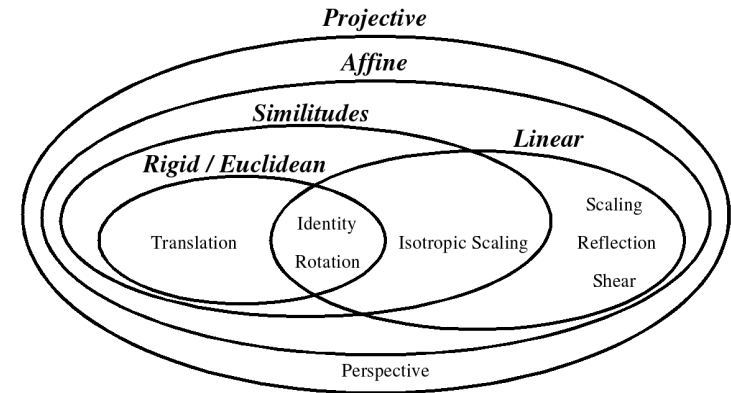 Projective
Affine
Similitudes
Linear
Rigid / Euclidean
Scaling
Identity
Translation
Isotropic Scaling
Reflection
Rotation
Shear
Perspective